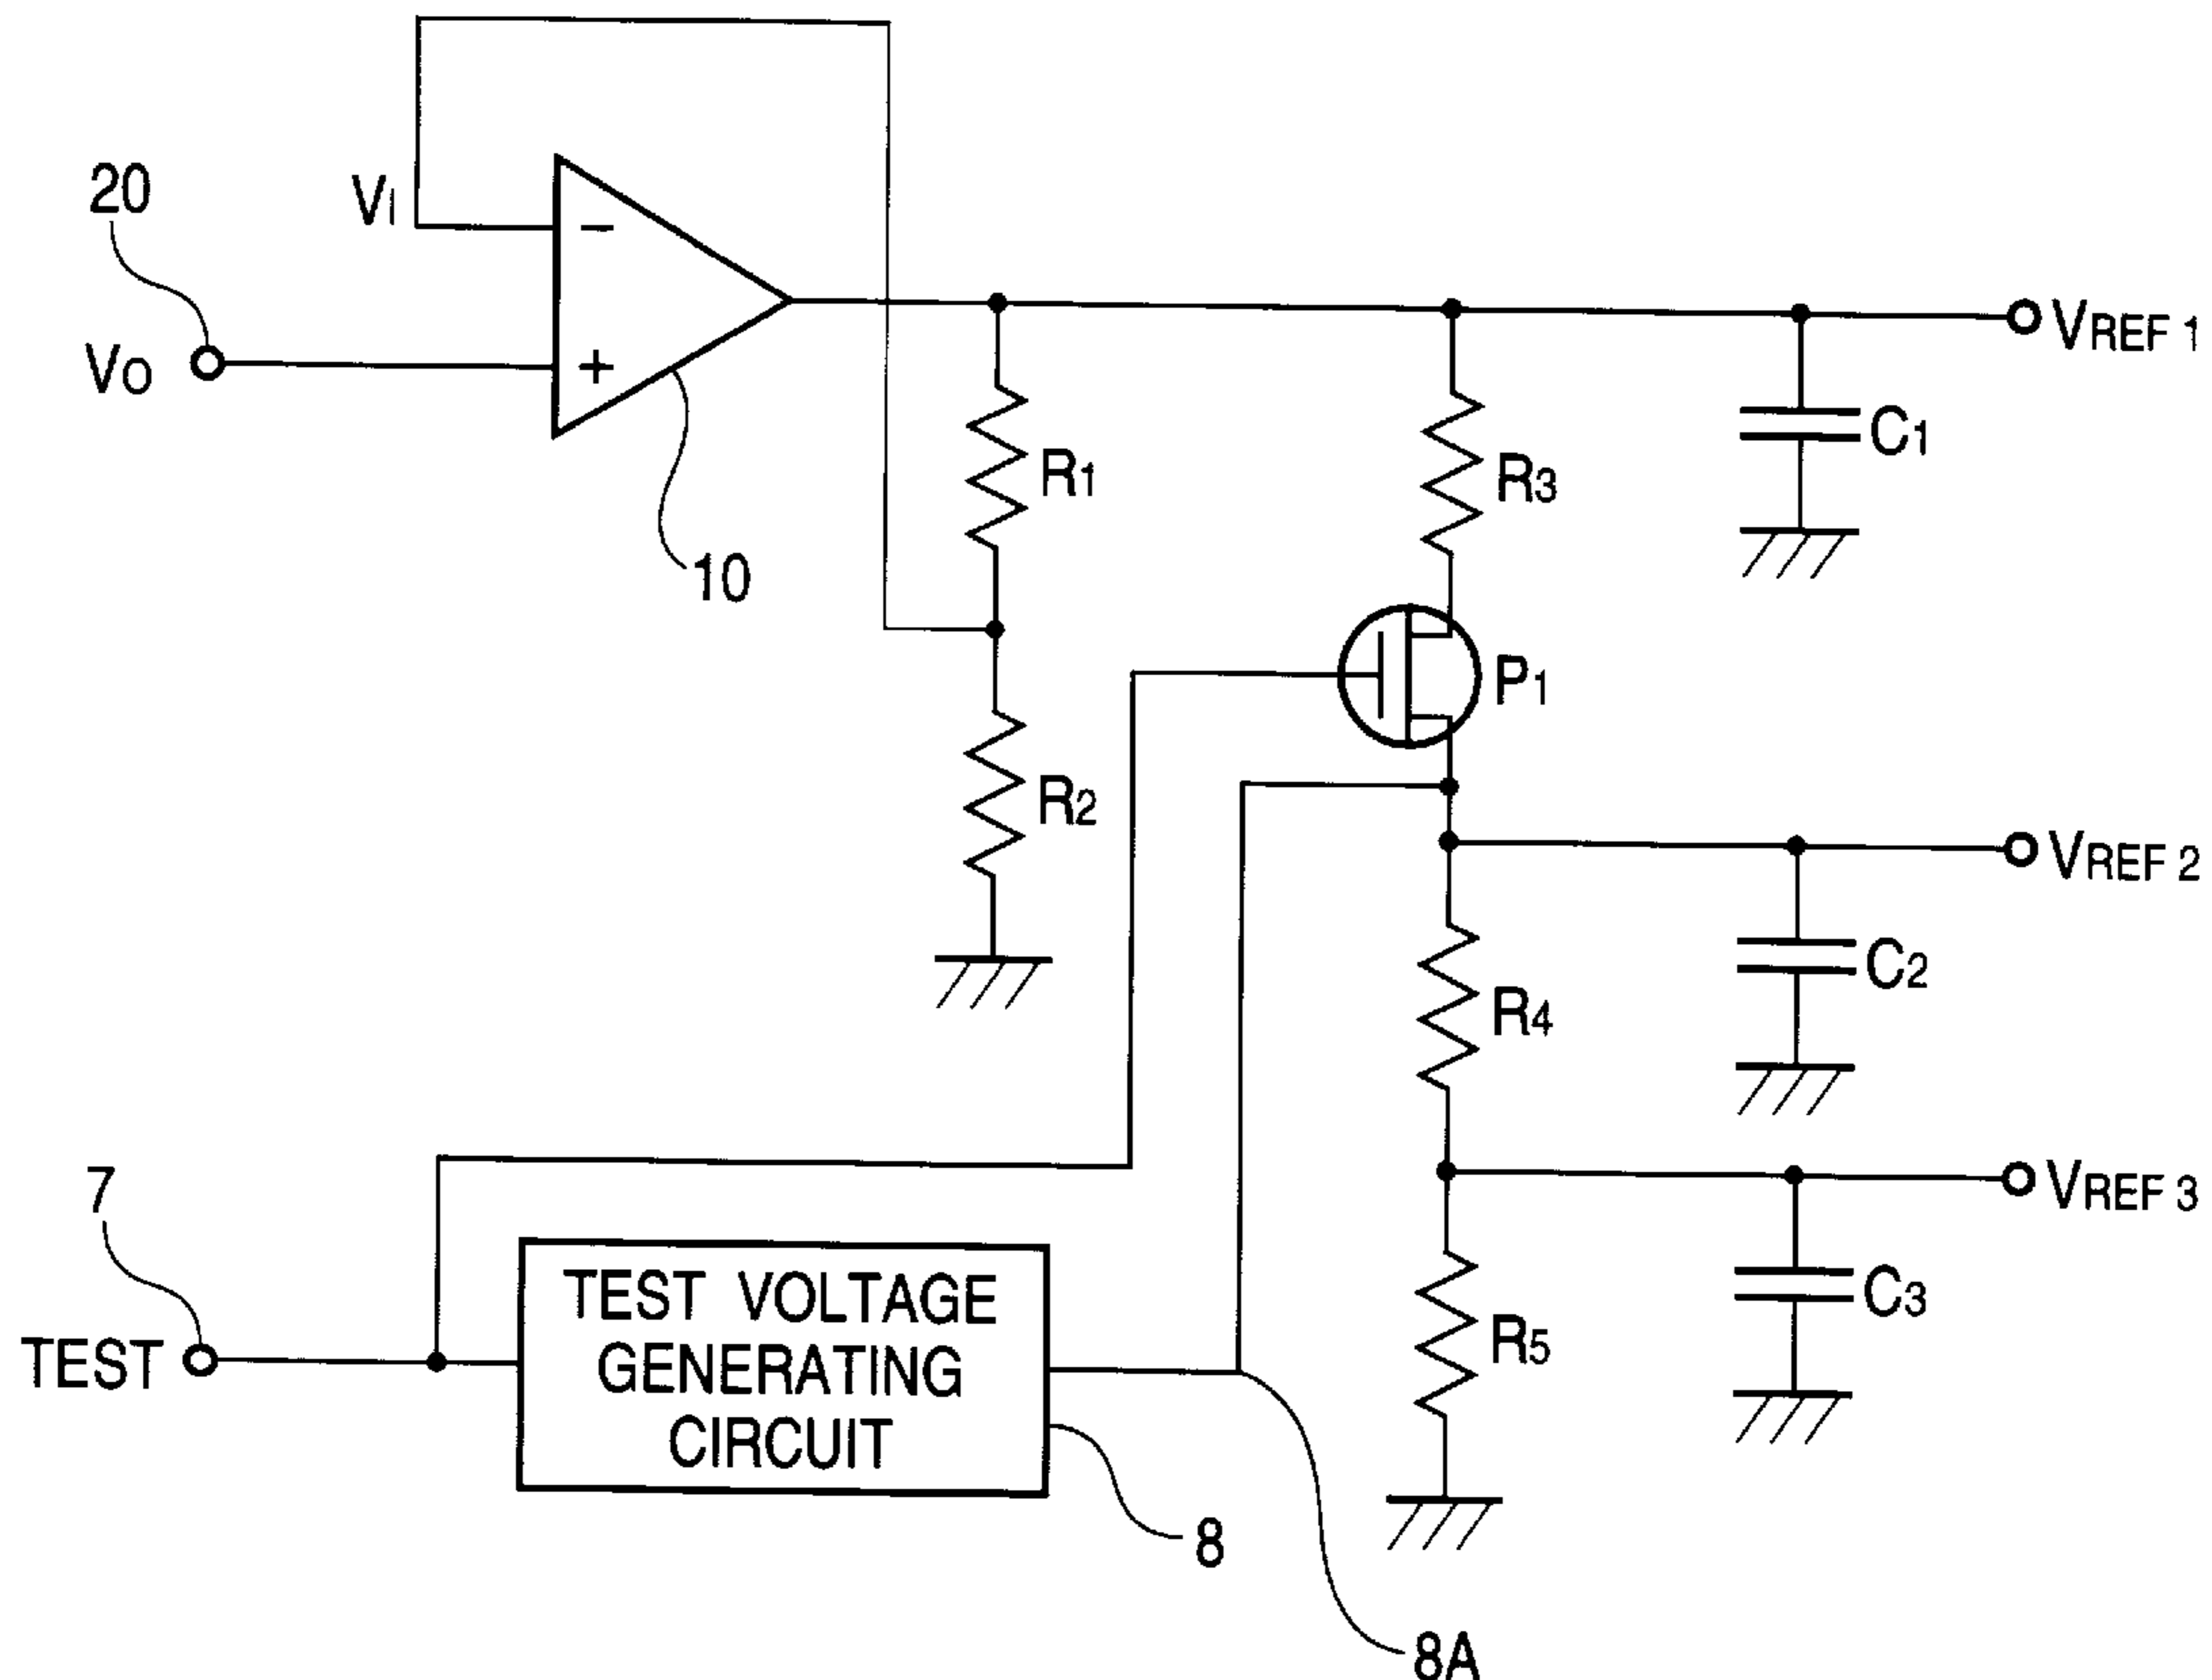 20
VI
−
VO
+
VREF 1
C1
R1
R3
10
P1
R2
VREF 2
C2
R4
7
VREF 3
TEST
TEST VOLTAGE
GENERATING
CIRCUIT
C3
R5
8
8A